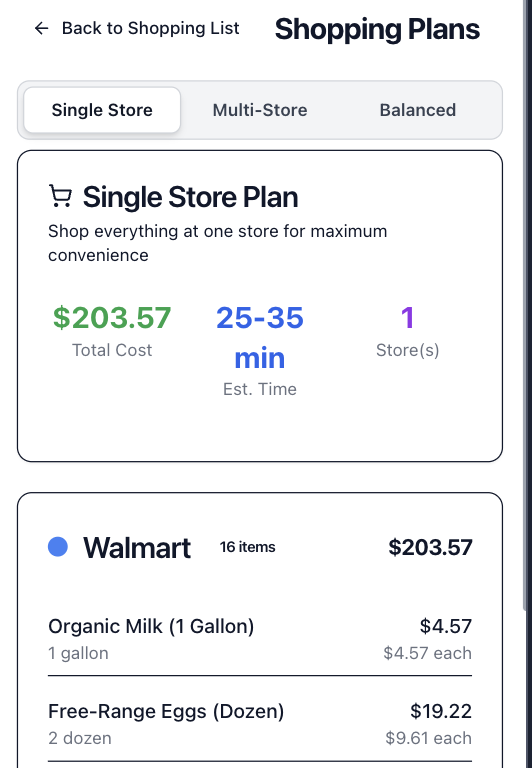 ← Back to Shopping List Shopping Plans
Single Store Multi-Store Balanced
Single Store Plan
Shop everything at one store for maximum
convenience
$203.57 25-35
min 1
Total Cost Est. Time Store(s)
Walmart 16 items $203.57
Organic Milk (1 Gallon) $4.57
1 gallon $4.57 each
Free-Range Eggs (Dozen) $19.22
2 dozen $9.61 each